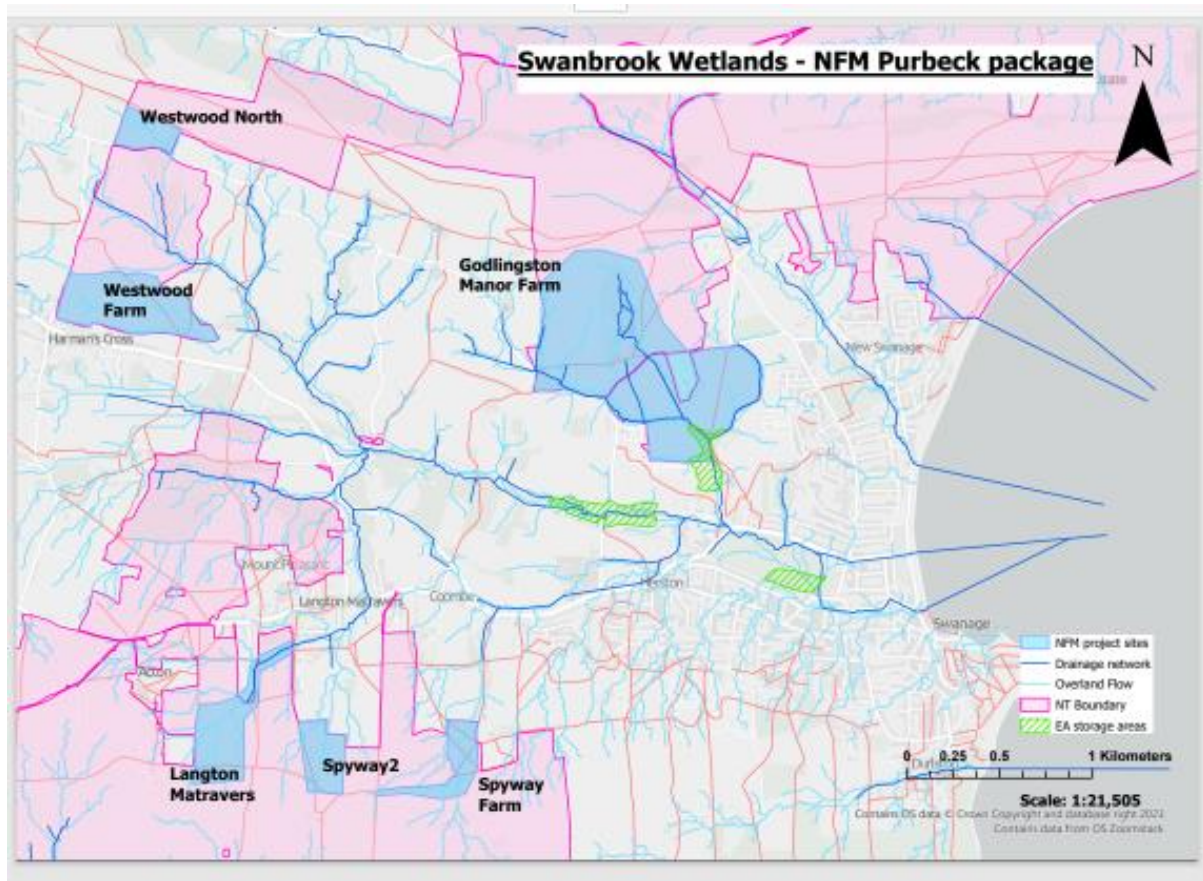 Swanbrook Wetlands - NFM Purbeck package
N
Westwood North
Godlingston
Manor Farm
Westwood
Farm
Harman's Cross
New Swanage
Mount Pleasant
Langton Matravers
Coombe
Herston
Swanage
Acton
NFM project sites
Drainage network
Overland Flow
NT Boundary
EA storage areas
0 0.25 0.5 1 Kilometers
Langton
Matravers
Spyway2
Spyway
Farm
Scale: 1:21,505
Contains OS data © Crown Copyright and database right 2022
Contains data from OS Zoomstack